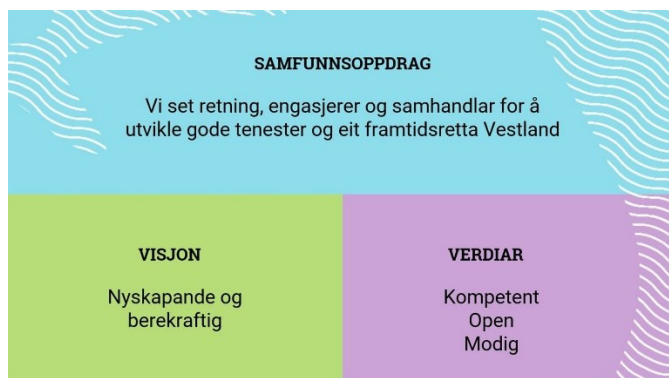 SAMFUNNSOPPDRAG
Vi set retning, engasjerer og samhandlar for å
utvikle gode tenester og eit framtidsretta Vestland
VISJON
Nyskapande og
berekraftig
VERDIAR
Kompetent
Open
Modig